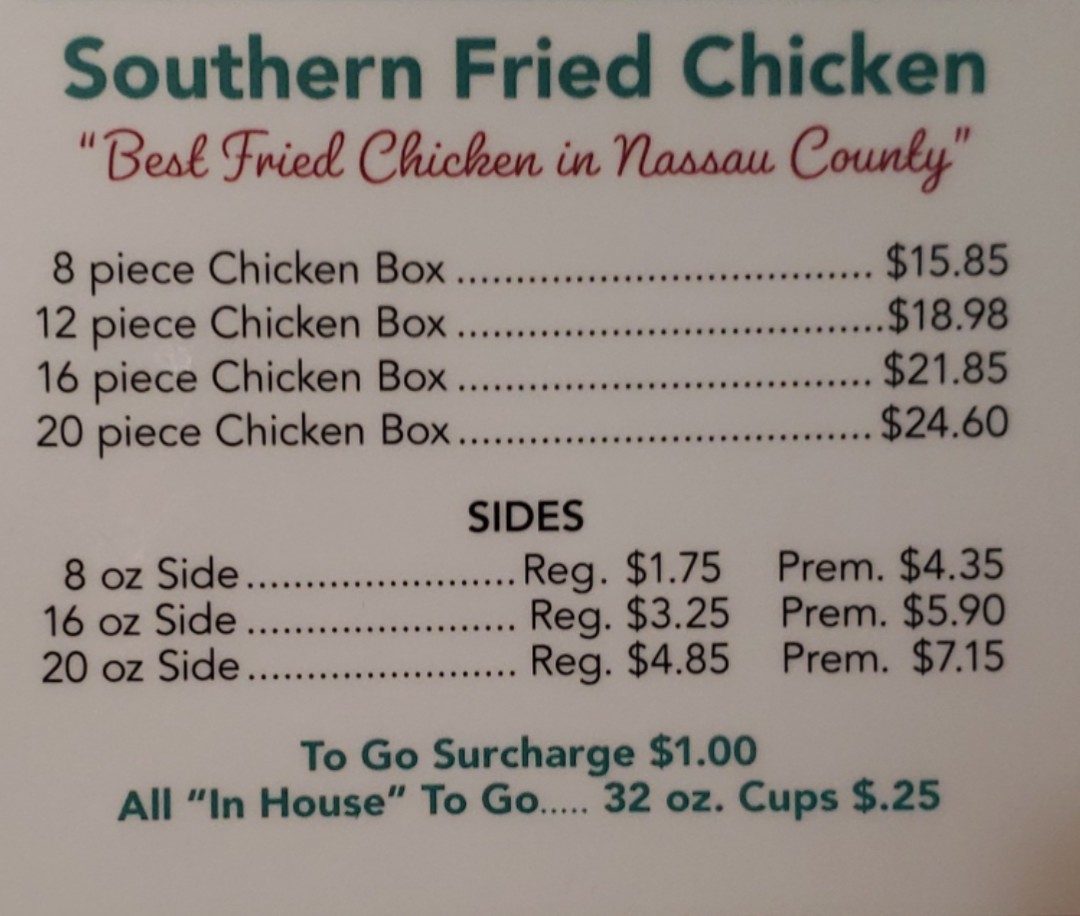 Southern Fried Chicken
"Best Fried Chicken in Nassau County"
8 piece Chicken Box ................................... $15.85
12 piece Chicken Box ....................................$18.98
16 piece Chicken Box ................................... $21.85
20 piece Chicken Box................................... $24.60
SIDES
8 oz Side....................... Reg. $1.75 Prem. $4.35
16 oz Side ....................... Reg. $3.25 Prem. $5.90
20 oz Side....................... Reg. $4.85 Prem. $7.15
To Go Surcharge $1.00
All "In House" To Go..... 32 oz. Cups $.25